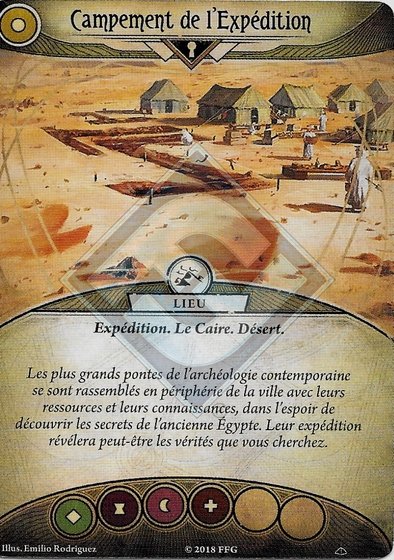 Campement de l'Expédition
LIEU
Expédition. Le Caire. Désert.
Les plus grands pontes de l'archéologie contemporaine
se sont rassemblés en périphérie de la ville avec leurs
ressources et leurs connaissances, dans l'espoir de
découvrir les secrets de l'ancienne Égypte. Leur expédition
révélera peut-être les vérités que vous cherchez.
Illus. Emilio Rodriguez
© 2018 FFG